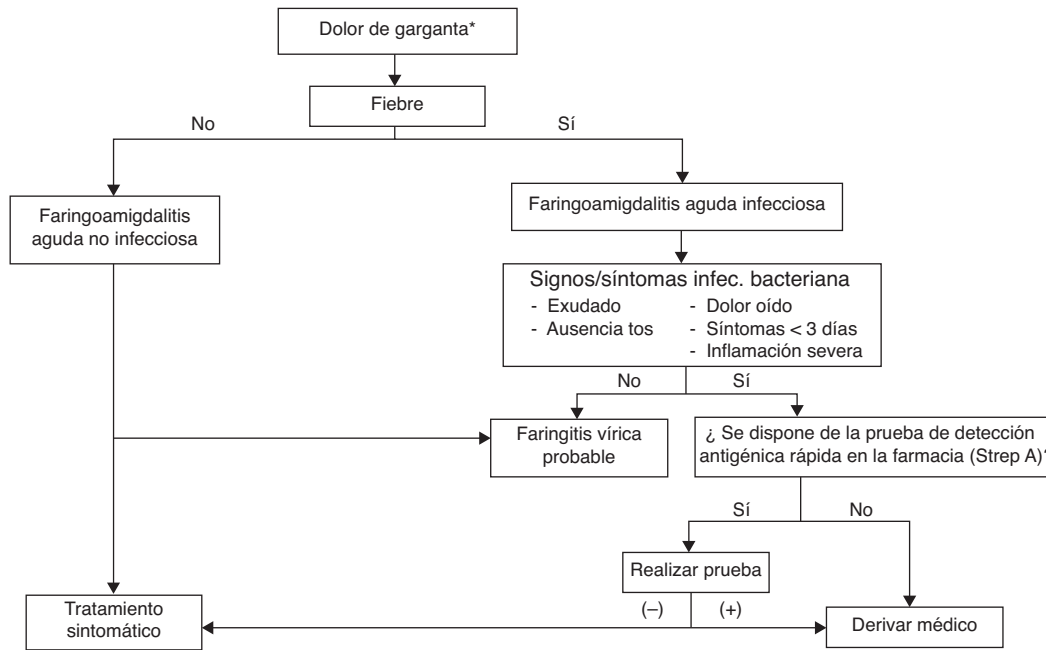 Dolor de garganta*
Fiebre
No
Sí
Faringoamigdalitis
aguda no infecciosa
Faringoamigdalitis aguda infecciosa
Signos/síntomas infec. bacteriana
- Exudado
- Dolor oído
- Ausencia tos
- Síntomas < 3 días
- Inflamación severa
No
Sí
Faringitis vírica
probable
¿ Se dispone de la prueba de detección
antigénica rápida en la farmacia (Strep A)?
Sí
No
Realizar prueba
(–)
(+)
Tratamiento
sintomático
Derivar médico